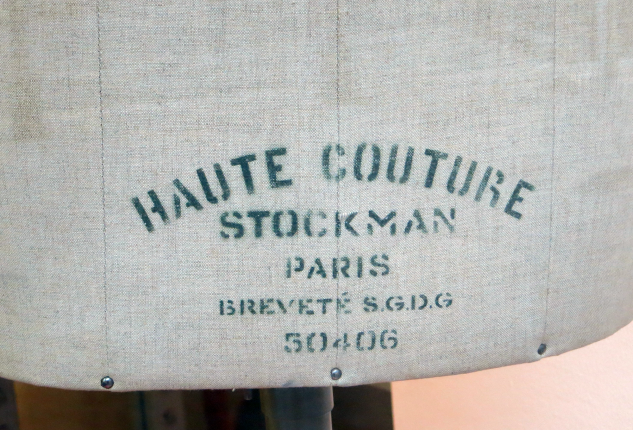 HAUTE COUTURE
STOCKMAN
PARIS
BREVETÉ S.G.D.G
50406